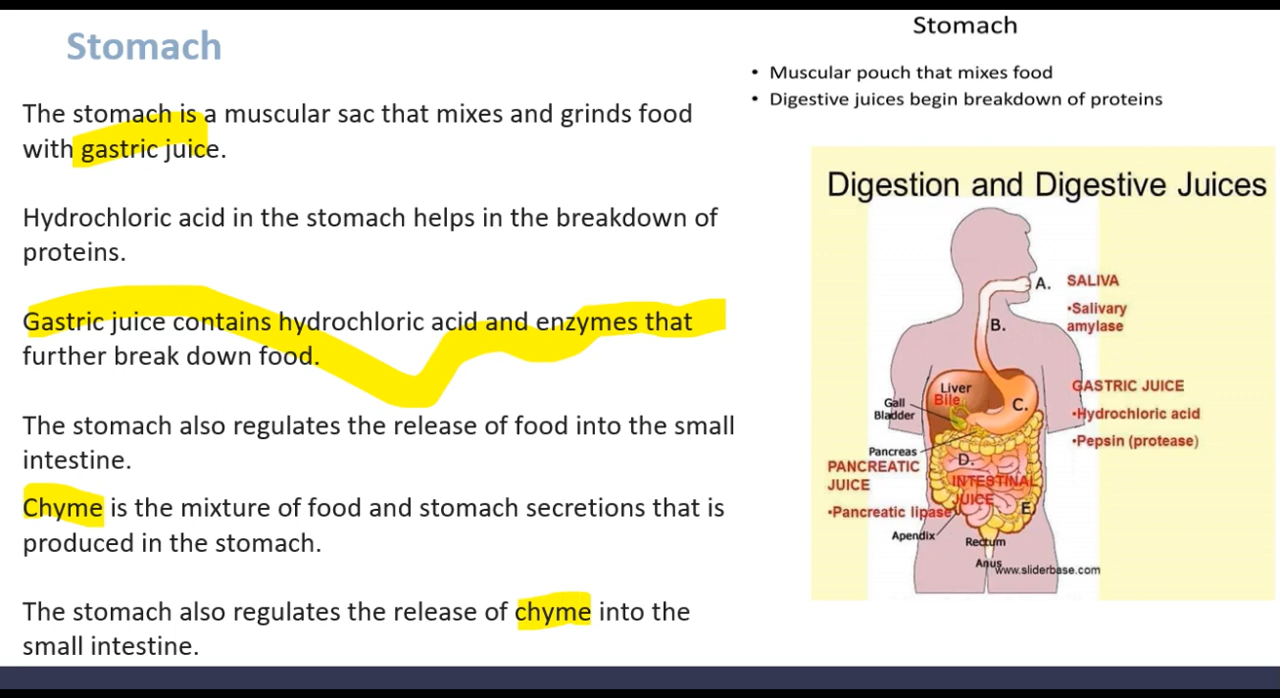 Stomach
The stomach is a muscular sac that mixes and grinds food
with gastric juice.
Hydrochloric acid in the stomach helps in the breakdown of
proteins.
Gastric juice contains hydrochloric acid and enzymes that
further break down food.
The stomach also regulates the release of food into the small
intestine.
Chyme is the mixture of food and stomach secretions that is
produced in the stomach.
The stomach also regulates the release of chyme into the
small intestine.
Stomach
• Muscular pouch that mixes food
• Digestive juices begin breakdown of proteins
Digestion and Digestive Juices
A.
SALIVA
•Salivary
amylase
B.
Liver
Bile
Gall
Bladder
C.
GASTRIC JUICE
•Hydrochloric acid
•Pepsin (protease)
Pancreas
PANCREATIC
JUICE
•Pancreatic lipase
D.
INTESTINAL
JUICE
E.
Apendix
Rectum
Anus
www.sliderbase.com